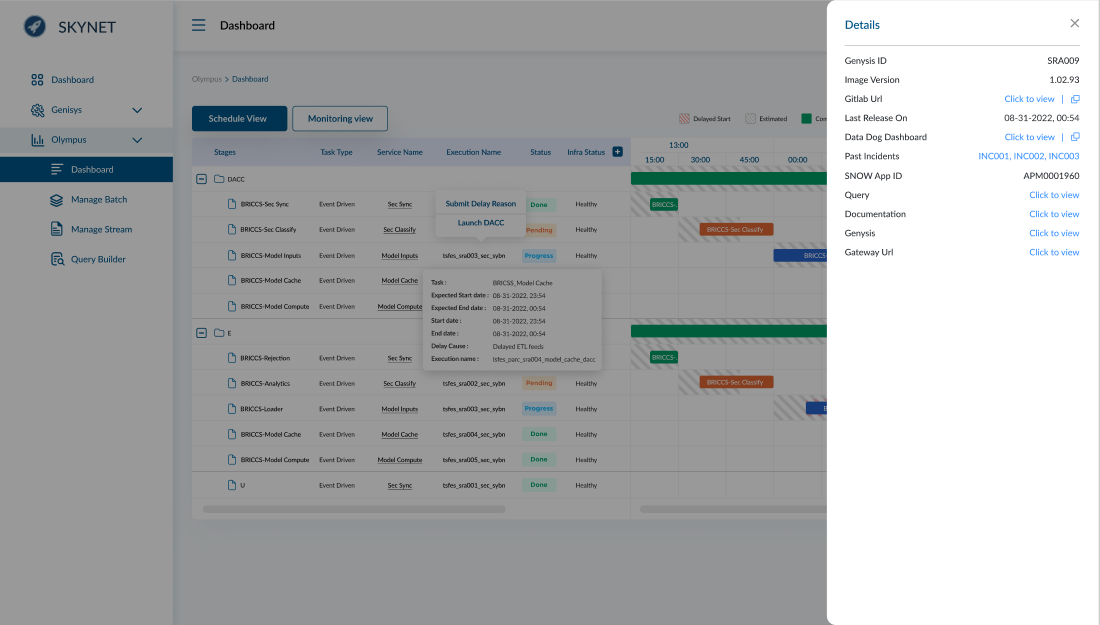 SKYNET
Dashboard
Genisys
Olympus
Dashboard
Manage Batch
Manage Stream
Query Builder
Dashboard
Olympus > Dashboard
Schedule View Monitoring view
Delayed Start Estimated Com
Stages Task Type Service Name Execution Name Status Infra Status
13:00
15:00 30:00 45:00 00:00
DACC
BRICCS-Sec Sync Event Driven Sec Sync Done Healthy BRICCS-.
BRICCS-Sec Classify Event Driven Sec Classify Pending Healthy BRICCS-Sec Classify
BRICCS-Model Inputs Event Driven Model Inputs tsfes_sra003_sec_sybn Progress Healthy BRICCS
BRICCS-Model Cache Event Driven Model Cache
BRICCS-Model Compute Event Driven Model Compute
Submit Delay Reason
Launch DACC
Task : BRICSS_Model Cache
Expected Start date : 08-31-2022, 23:54
Expected End date : 08-31-2022, 00:54
Start date : 08-31-2022, 23:54
End date : 08-31-2022, 00:54
Delay Cause : Delayed ETL feeds
Execution name : tsfes_parc_sra004_model_cache_dacc
E
BRICCS-Rejection Event Driven Sec Sync BRICCS-.
BRICCS-Analytics Event Driven Sec Classify tsfes_sra002_sec_sybn Pending Healthy BRICCS-Sec Classify
BRICCS-Loader Event Driven Model Inputs tsfes_sra003_sec_sybn Progress Healthy B
BRICCS-Model Cache Event Driven Model Cache tsfes_sra004_sec_sybn Done Healthy
BRICCS-Model Compute Event Driven Model Compute tsfes_sra005_sec_sybn Done Healthy
U Event Driven Sec Sync tsfes_sra001_sec_sybn Done Healthy
Details
Genysis ID SRA009
Image Version 1.02.93
Gitlab Url Click to view |
Last Release On 08-31-2022, 00:54
Data Dog Dashboard Click to view |
Past Incidents INC001, INC002, INC003
SNOW App ID APM0001960
Query Click to view
Documentation Click to view
Genysis Click to view
Gateway Url Click to view